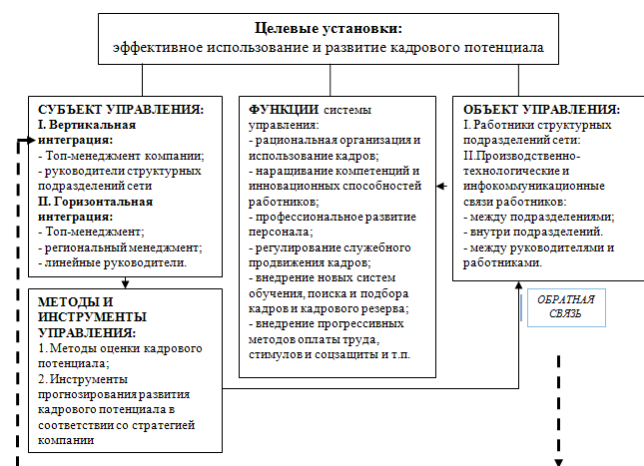 Целевые установки:
эффективное использование и развитие кадрового потенциала
СУБЪЕКТ УПРАВЛЕНИЯ:
I. Вертикальная
интеграция:
- Топ-менеджмент компании;
- руководители структурных
подразделений сети
II. Горизонтальная
интеграция:
- Топ-менеджмент;
- региональный менеджмент;
- линейные руководители.
ФУНКЦИИ системы
управления:
- рациональная организация и
использование кадров;
- наращивание компетенций и
инновационных способностей
работников;
- профессиональное развитие
персонала;
- регулирование служебного
продвижения кадров;
- внедрение новых систем
обучения, поиска и подбора
кадров и кадрового резерва;
- внедрение прогрессивных
методов оплаты труда,
стимулов и соцзащиты и т.п.
ОБЪЕКТ УПРАВЛЕНИЯ:
I. Работники структурных
подразделений сети:
II.Производственно-
технологические и
инфокоммуникационные
связи работников:
- между подразделениями;
- внутри подразделений.
- между руководителями и
работниками.
МЕТОДЫ И
ИНСТРУМЕНТЫ
УПРАВЛЕНИЯ:
1. Методы оценки кадрового
потенциала;
2. Инструменты
прогнозирования развития
кадрового потенциала в
соответствии со стратегией
компании
ОБРАТНАЯ
СВЯЗЬ